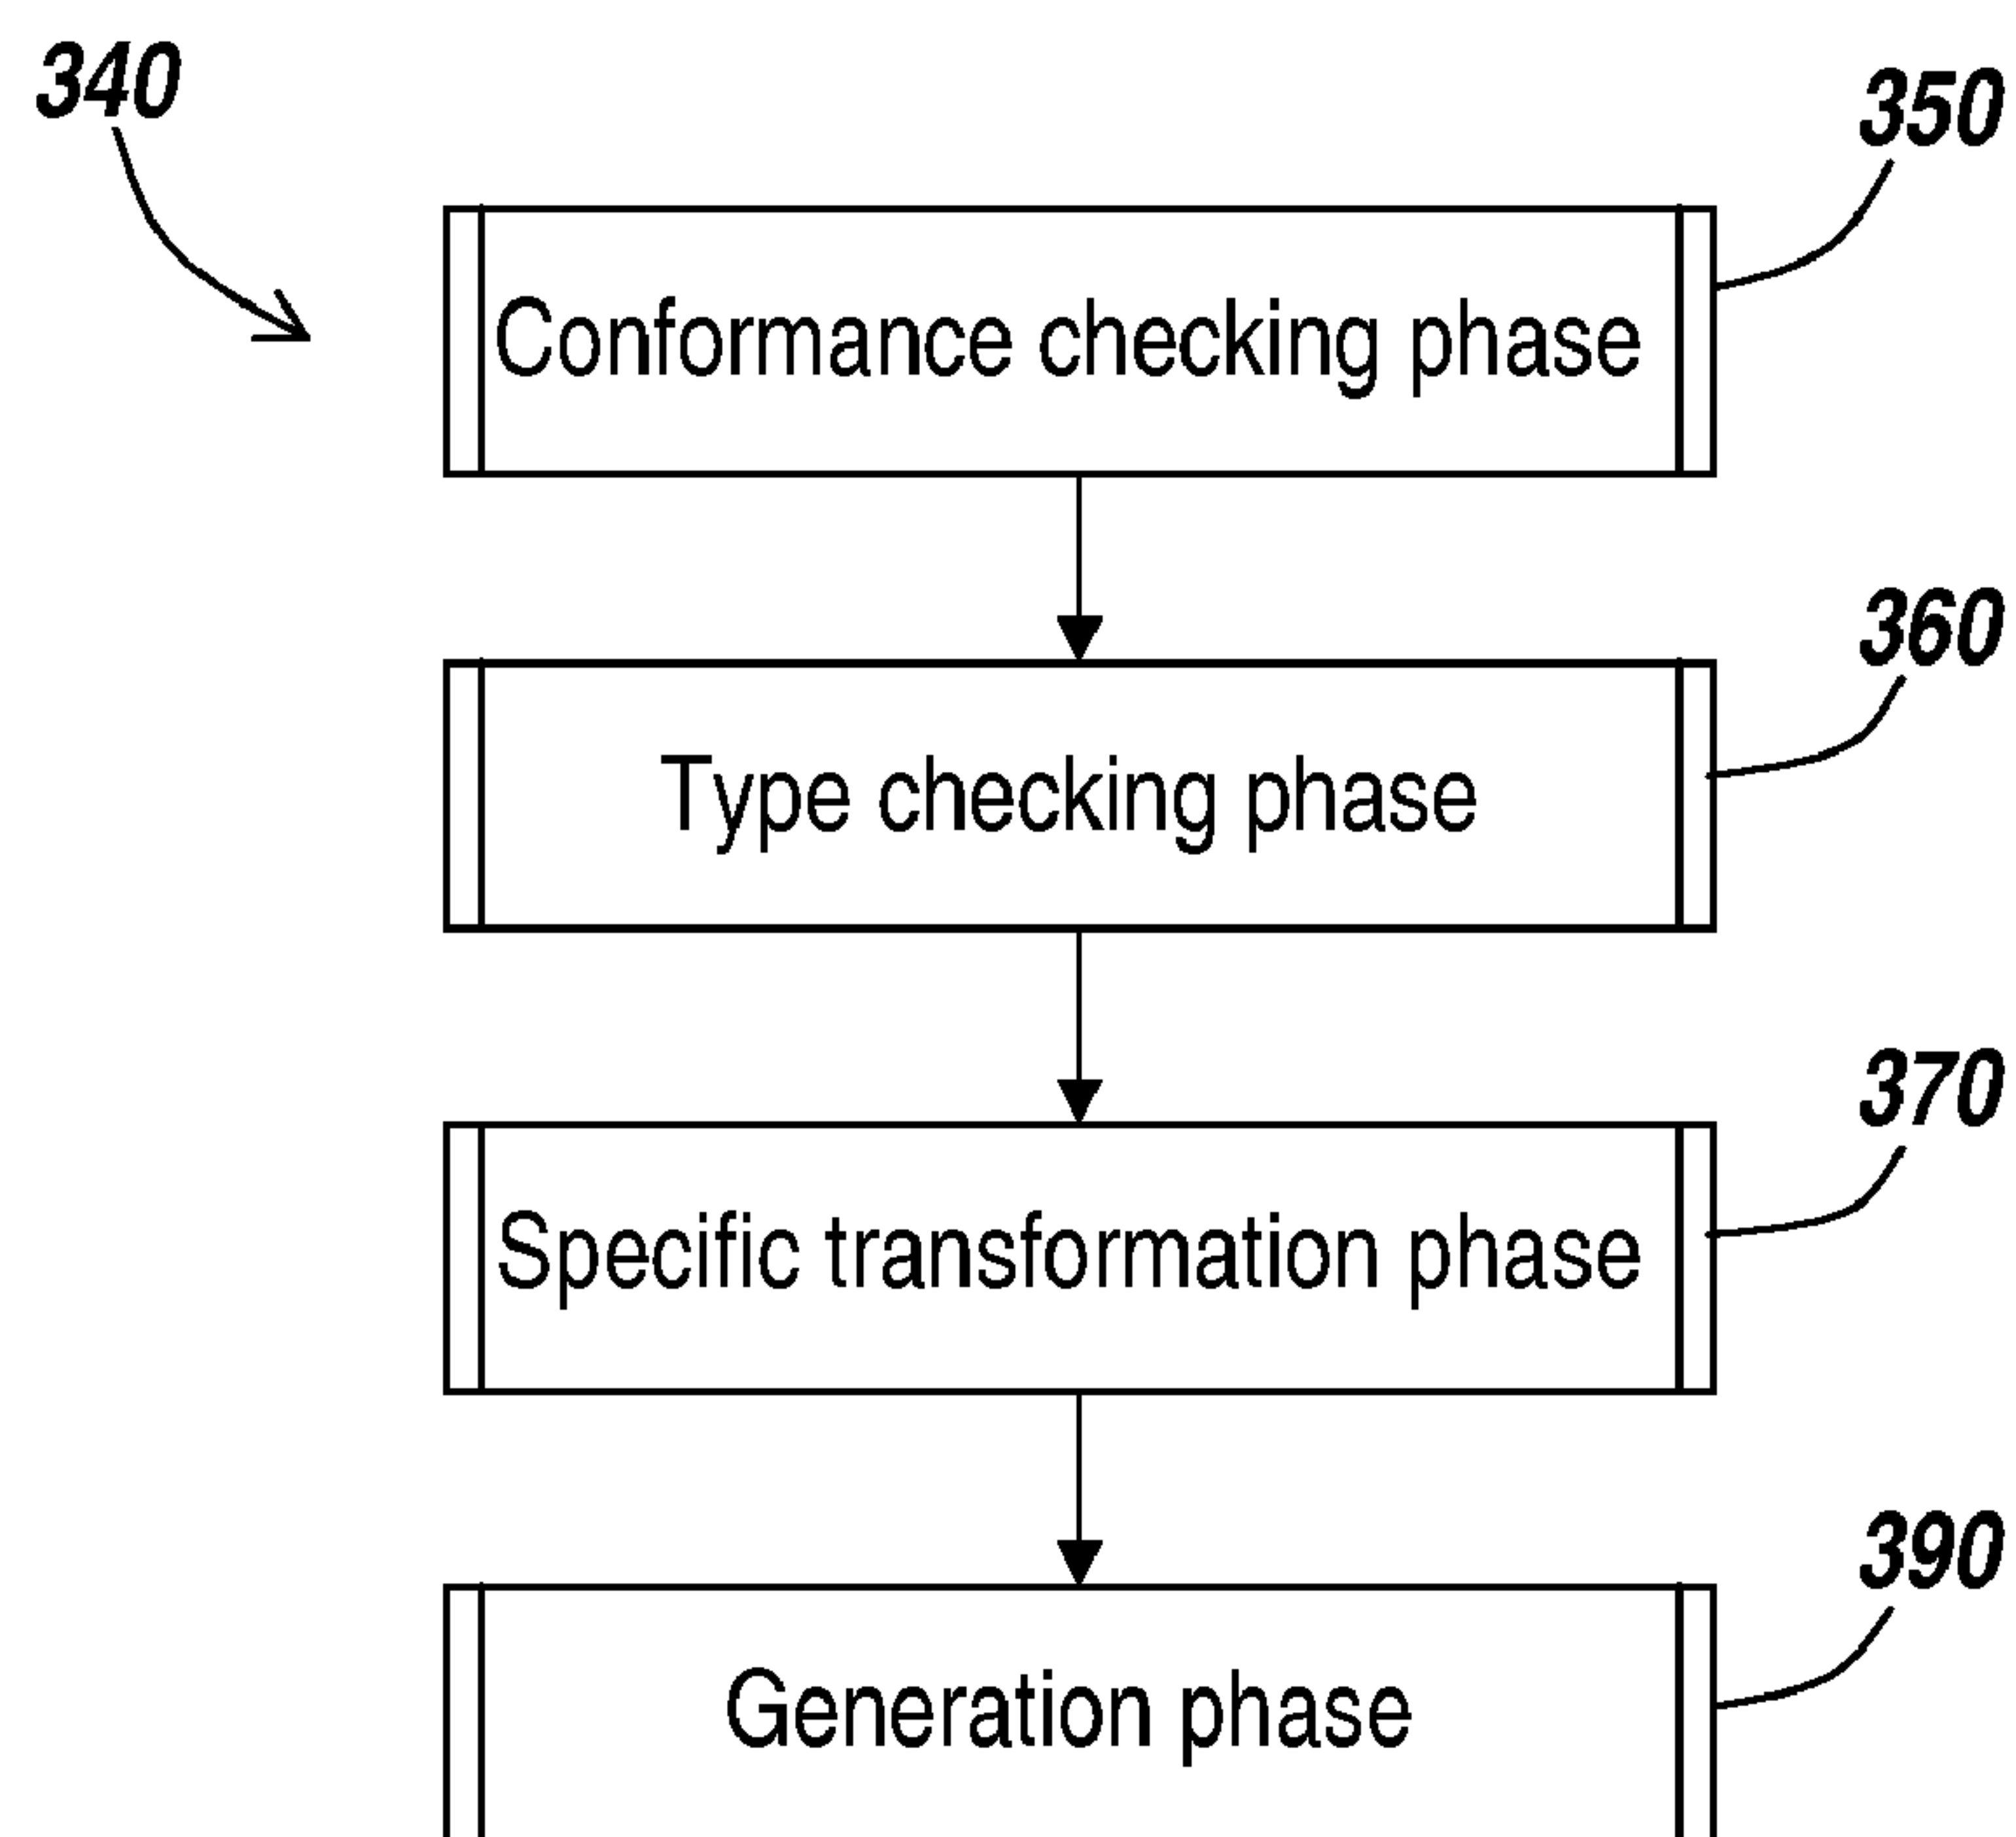 340
350
Conformance checking phase
360
Type checking phase
370
Specific transformation phase
390
Generation phase